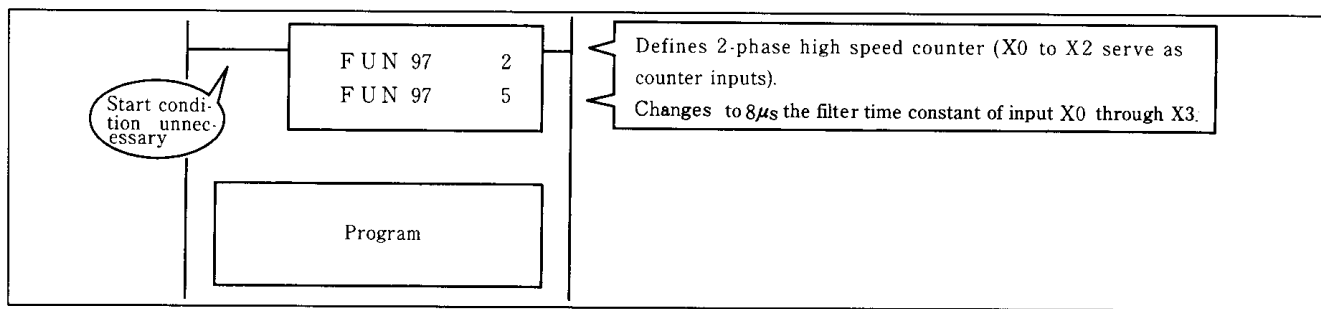 FUN 97 2
FUN 97 5
Start condi-
tion unnec-
essary
Defines 2-phase high speed counter (X0 to X2 serve as
counter inputs).
Changes to 8μs the filter time constant of input X0 through X3.
Program